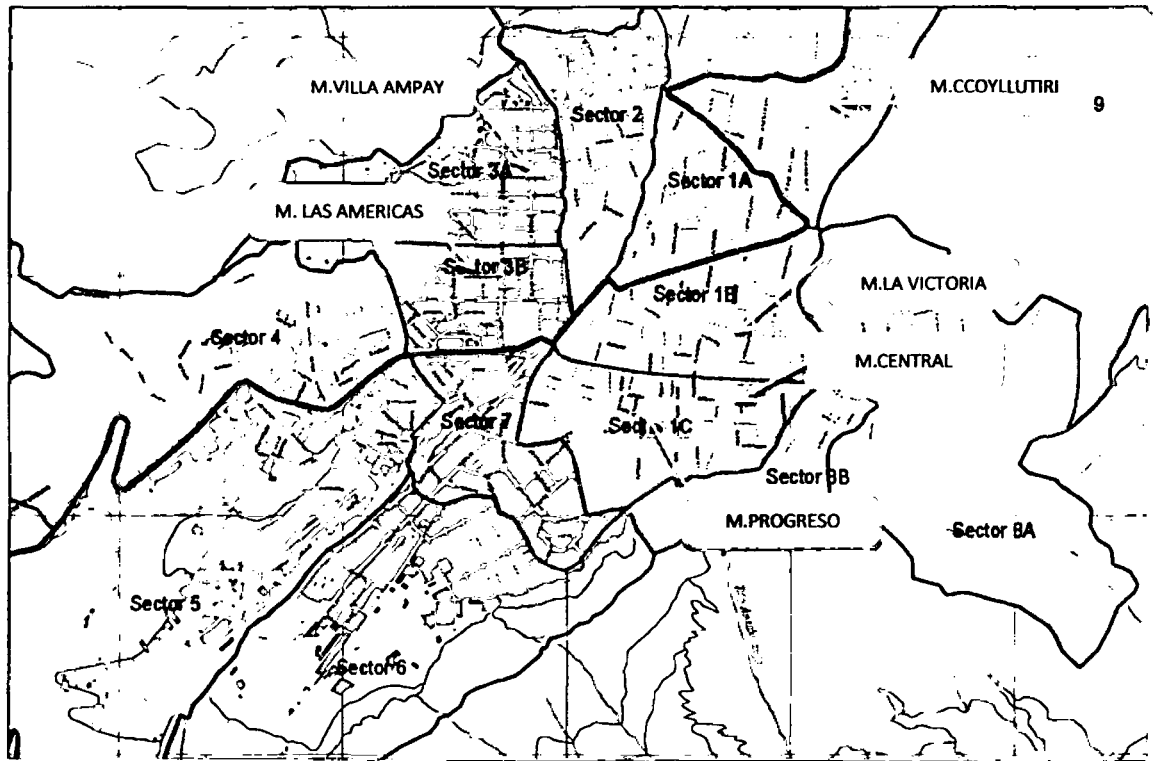 M.VILLA AMPAY
M.CCOYLLUTIRI
9
Sector 2
Sector 3A
Sector 1A
M. LAS AMERICAS
Sector 3B
Sector 1B
M.LA VICTORIA
Sector 4
M.CENTRAL
Sector 7
1C
Sector 8B
M.PROGRESO
Sector 8A
Sector 5
Sector 6